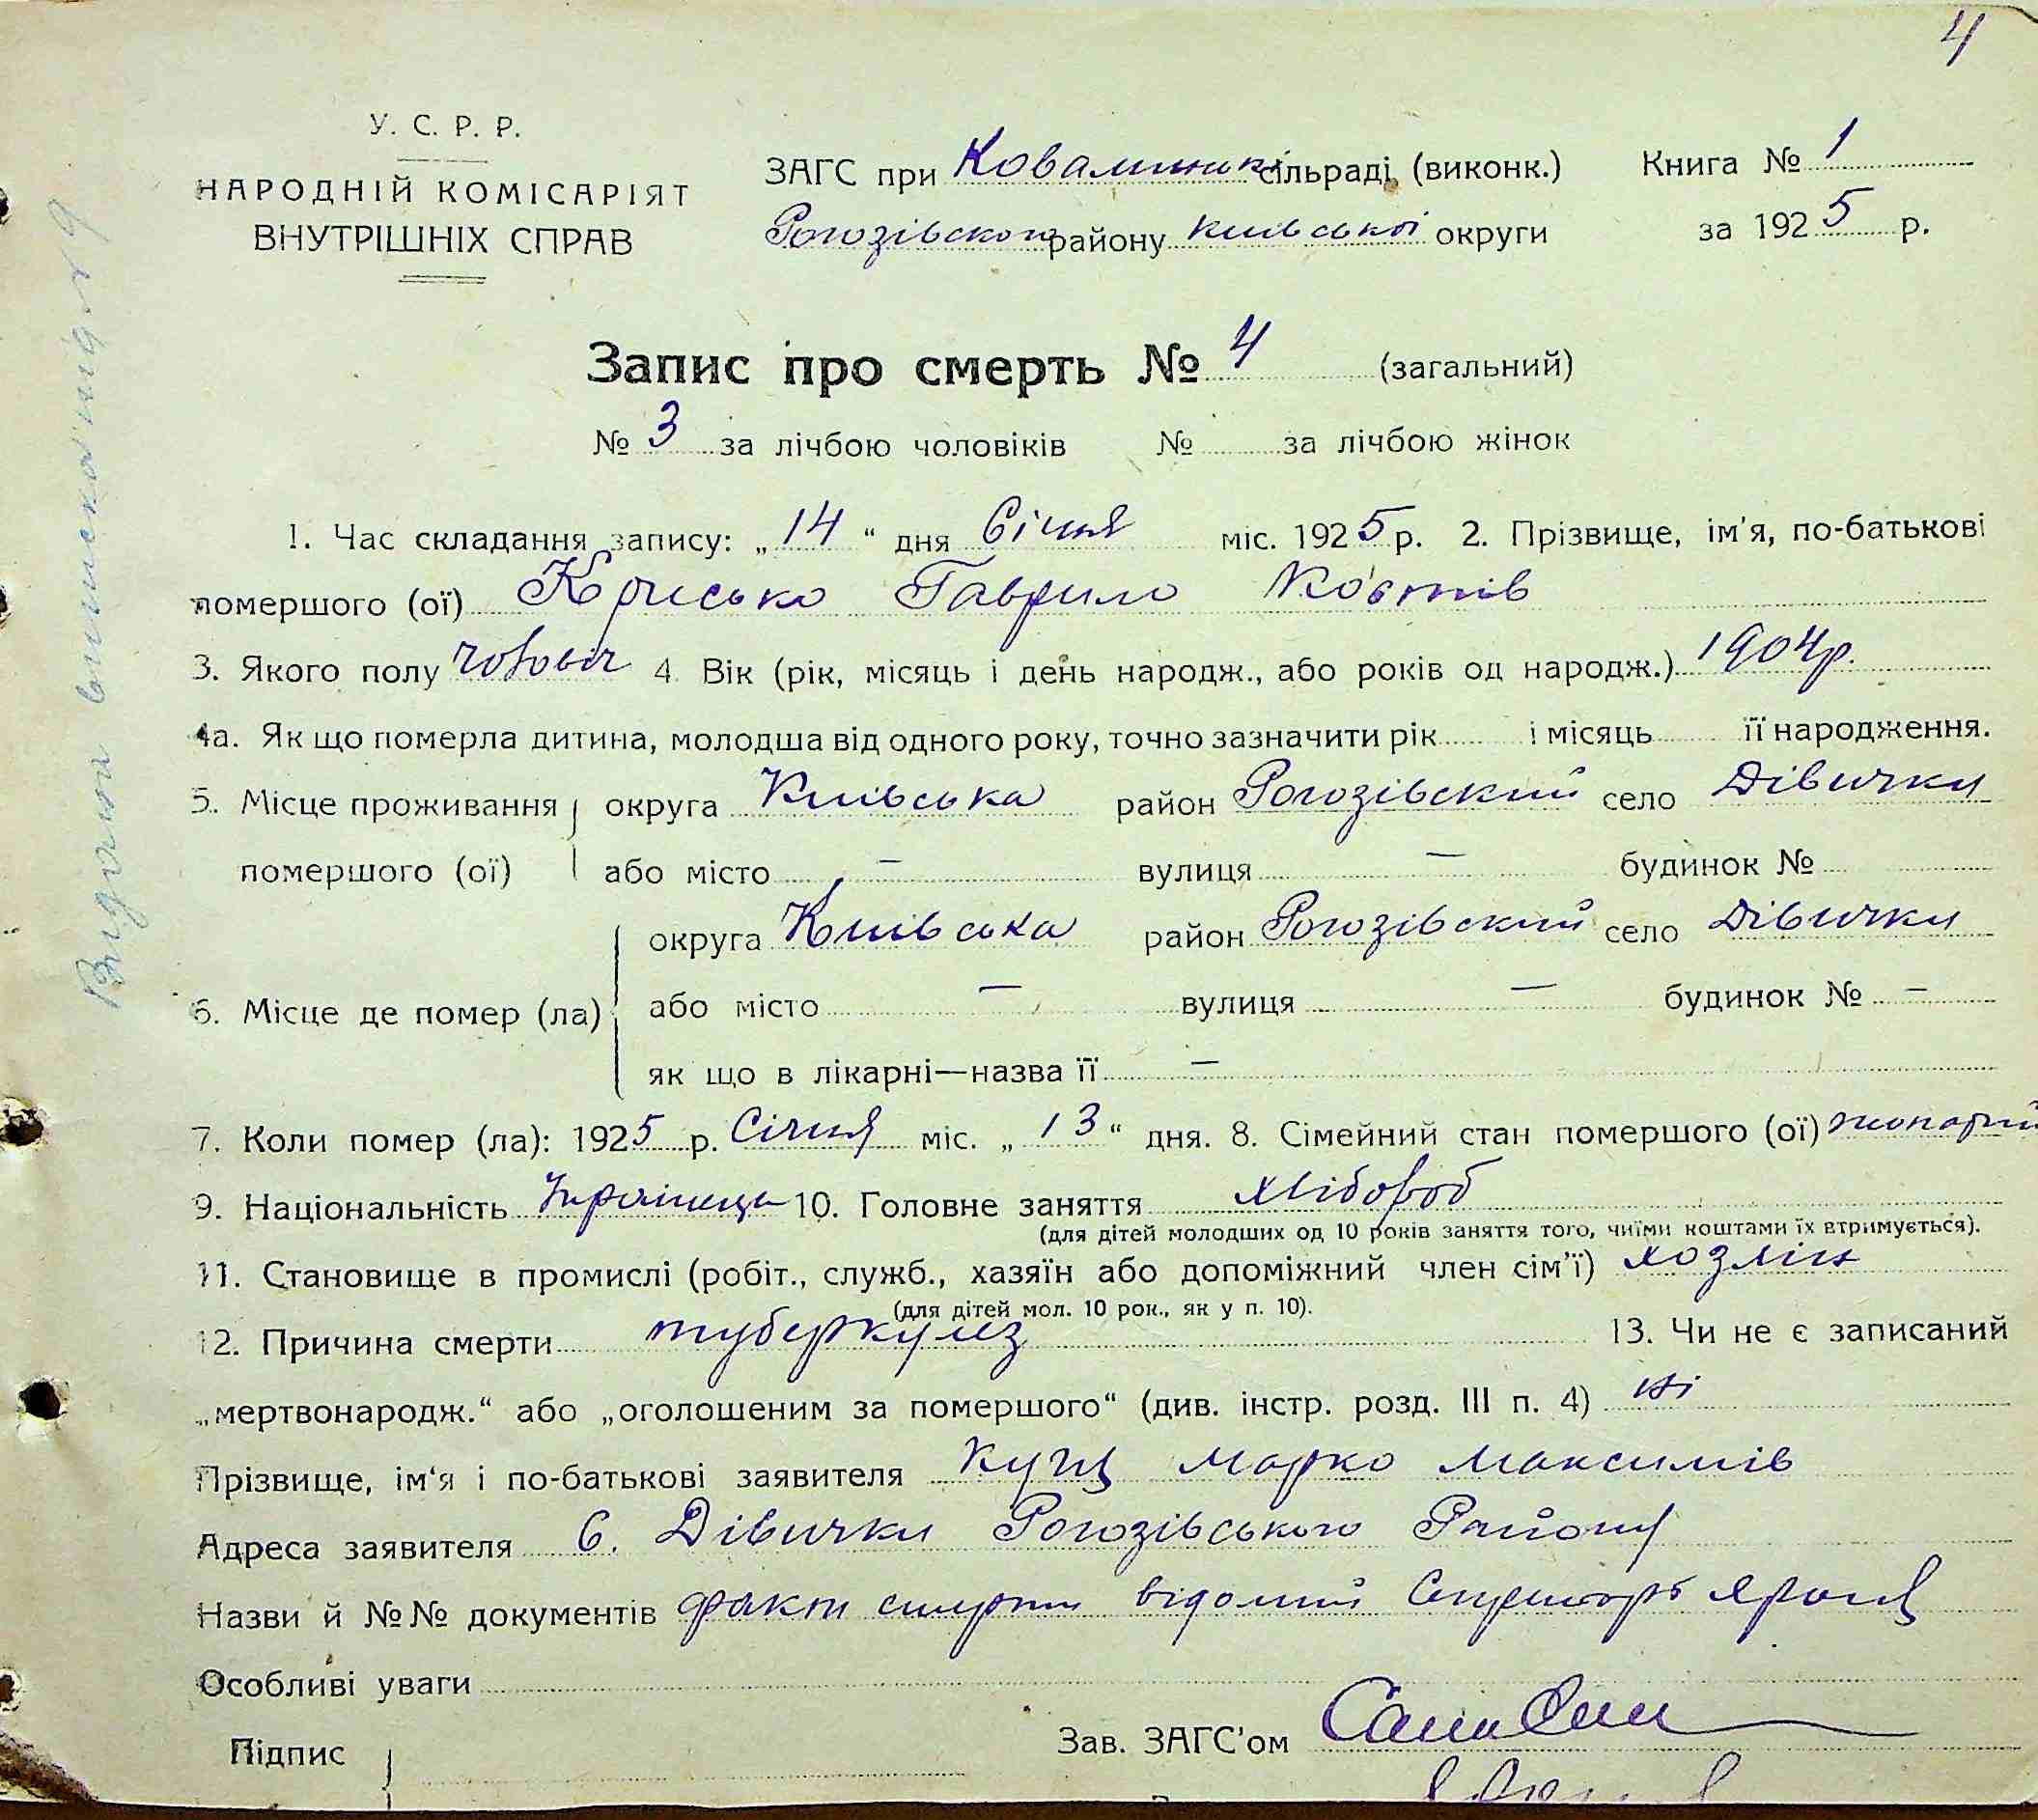 4
У. С. Р. Р.
НАРОДНІЙ КОМІСАРІЯТ
ВНУТРІШНІХ СПРАВ
ЗАГС при Ковалинській сільраді, (виконк.)
Рогозівского району Київської округи
Книга № 1
за 1925 р.
Запис про смерть № 4 (загальний)
№ 3 за лічбою чоловіків № за лічбою жінок
1. Час складання запису: „14“ дня Січня міс. 1925 р. 2. Прізвище, ім'я, по-батькові
помершого (ої) Крисько Гаврило Костів
3. Якого полу чоловіч 4 Вік (рік, місяць і день народж., або років од народж.) 1904р.
4а. Як що померла дитина, молодша від одного року, точно зазначити рік і місяць її народження.
5. Місце проживання округа Київська район Рогозівский село Дівички
помершого (ої) або місто — вулиця — будинок №
округа Київська район Рогозівский село Дівички
6. Місце де помер (ла) або місто — вулиця — будинок № —
як що в лікарні—назва її —
7. Коли помер (ла): 1925 р. Січня міс. „13“ дня. 8. Сімейний стан помершого (ої) жонатий
9. Національність Українець 10. Головне заняття хлібороб
(для дітей молодших од 10 років заняття того, чиїми коштами їх втримується).
11. Становище в промислі (робіт., служб., хазяїн або допоміжний член сім'ї) хозяін
(для дітей мол. 10 рок., як у п. 10).
12. Причина смерти туберкульоз 13. Чи не є записаний
„мертвонародж.“ або „оголошеним за помершого“ (див. інстр. розд. III п. 4) ні
Прізвище, ім'я і по-батькові заявителя Куць Марко Максимів
Адреса заявителя С. Дівички Рогозівського Району
Назви й №№ документів факт смерти відомий
Особливі уваги
Підпис
Зав. ЗАГС'ом
Видати виписка